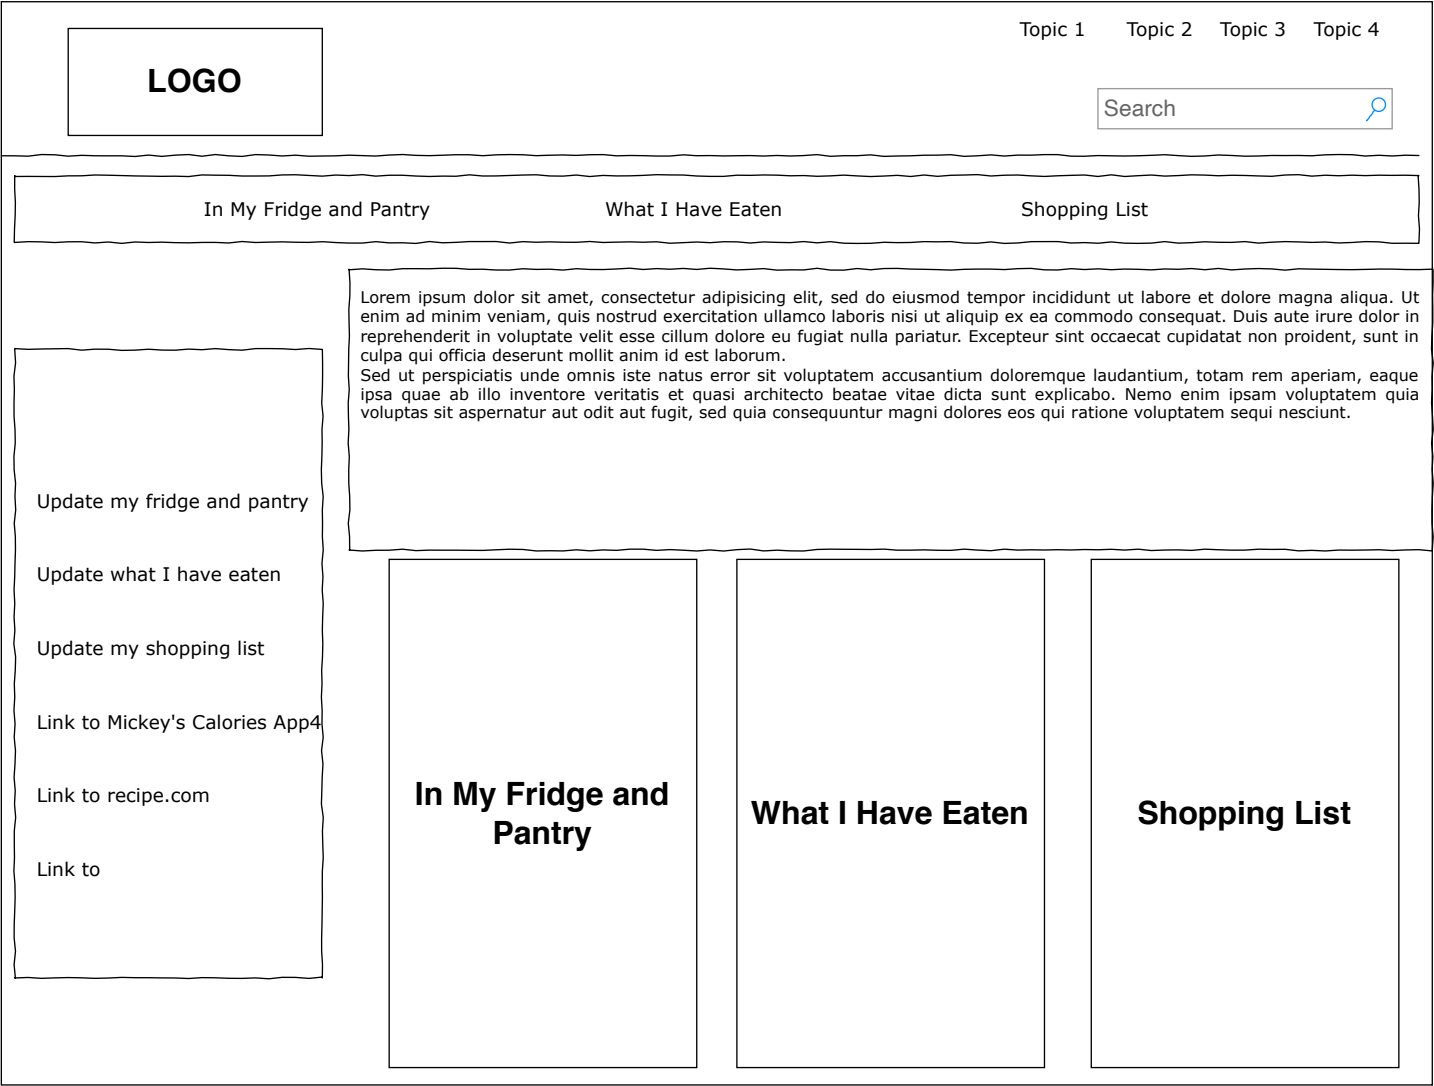 Topic 1 Topic 2 Topic 3 Topic 4
LOGO
Search
In My Fridge and Pantry What I Have Eaten Shopping List
Lorem ipsum dolor sit amet, consectetur adipisicing elit, sed do eiusmod tempor incididunt ut labore et dolore magna aliqua. Ut
enim ad minim veniam, quis nostrud exercitation ullamco laboris nisi ut aliquip ex ea commodo consequat. Duis aute irure dolor in
reprehenderit in voluptate velit esse cillum dolore eu fugiat nulla pariatur. Excepteur sint occaecat cupidatat non proident, sunt in
culpa qui officia deserunt mollit anim id est laborum.
Sed ut perspiciatis unde omnis iste natus error sit voluptatem accusantium doloremque laudantium, totam rem aperiam, eaque
ipsa quae ab illo inventore veritatis et quasi architecto beatae vitae dicta sunt explicabo. Nemo enim ipsam voluptatem quia
voluptas sit aspernatur aut odit aut fugit, sed quia consequuntur magni dolores eos qui ratione voluptatem sequi nesciunt.
Update my fridge and pantry
Update what I have eaten
Update my shopping list
Link to Mickey's Calories App4
Link to recipe.com
Link to
In My Fridge and
Pantry
What I Have Eaten
Shopping List